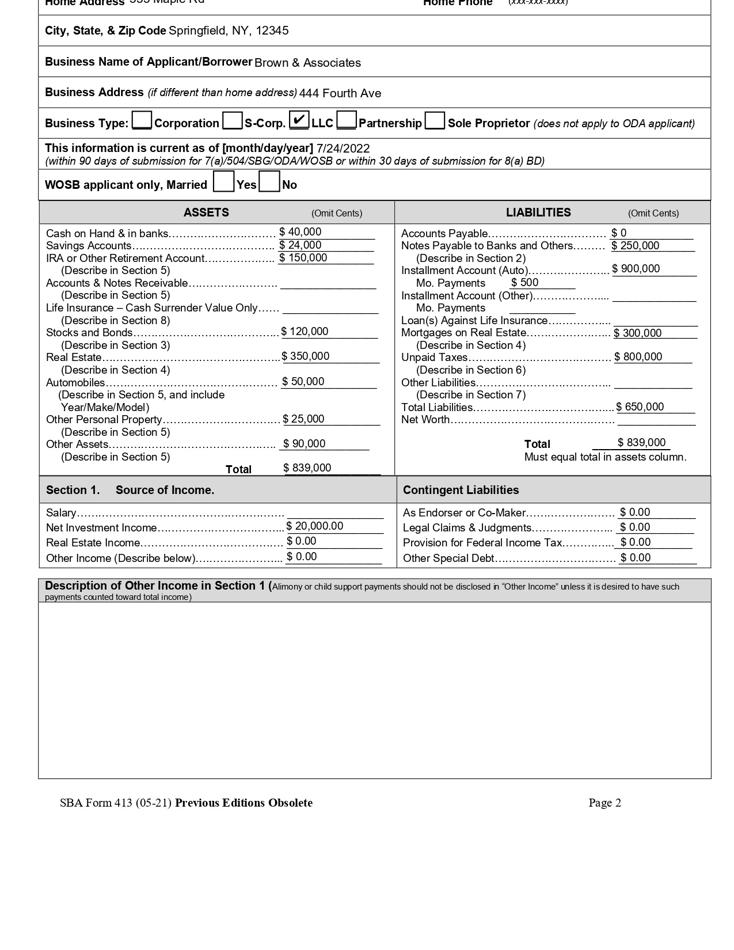 Home Address 555 Maple Rd Home Phone (xxx-xxx-xxxx)
City, State, & Zip Code Springfield, NY, 12345
Business Name of Applicant/Borrower Brown & Associates
Business Address (if different than home address) 444 Fourth Ave
Business Type: Corporation S-Corp. ✔ LLC Partnership Sole Proprietor (does not apply to ODA applicant)
This information is current as of [month/day/year] 7/24/2022
(within 90 days of submission for 7(a)/504/SBG/ODA/WOSB or within 30 days of submission for 8(a) BD)
WOSB applicant only, Married Yes No
ASSETS (Omit Cents) LIABILITIES (Omit Cents)
Cash on Hand & in banks………………………… $ 40,000
Savings Accounts………………………………… $ 24,000
IRA or Other Retirement Account……………… $ 150,000
(Describe in Section 5)
Accounts & Notes Receivable……………………
(Describe in Section 5)
Life Insurance – Cash Surrender Value Only……
(Describe in Section 8)
Stocks and Bonds………………………………… $ 120,000
(Describe in Section 3)
Real Estate………………………………………… $ 350,000
(Describe in Section 4)
Automobiles………………………………………… $ 50,000
(Describe in Section 5, and include
Year/Make/Model)
Other Personal Property…………………………… $ 25,000
(Describe in Section 5)
Other Assets……………………………………… $ 90,000
(Describe in Section 5)
Total $ 839,000
Accounts Payable………………………… $ 0
Notes Payable to Banks and Others……… $ 250,000
(Describe in Section 2)
Installment Account (Auto)………………… $ 900,000
Mo. Payments $ 500
Installment Account (Other)…………………
Mo. Payments
Loan(s) Against Life Insurance……………
Mortgages on Real Estate………………… $ 300,000
(Describe in Section 4)
Unpaid Taxes……………………………… $ 800,000
(Describe in Section 6)
Other Liabilities……………………………
(Describe in Section 7)
Total Liabilities……………………………… $ 650,000
Net Worth…………………………………
Total $ 839,000
Must equal total in assets column.
Section 1. Source of Income. Contingent Liabilities
Salary………………………………………………
Net Investment Income…………………………… $ 20,000.00
Real Estate Income……………………………… $ 0.00
Other Income (Describe below)………………… $ 0.00
As Endorser or Co-Maker…………………… $ 0.00
Legal Claims & Judgments………………… $ 0.00
Provision for Federal Income Tax………… $ 0.00
Other Special Debt………………………… $ 0.00
Description of Other Income in Section 1 (Alimony or child support payments should not be disclosed in "Other Income" unless it is desired to have such
payments counted toward total income)
SBA Form 413 (05-21) Previous Editions Obsolete Page 2